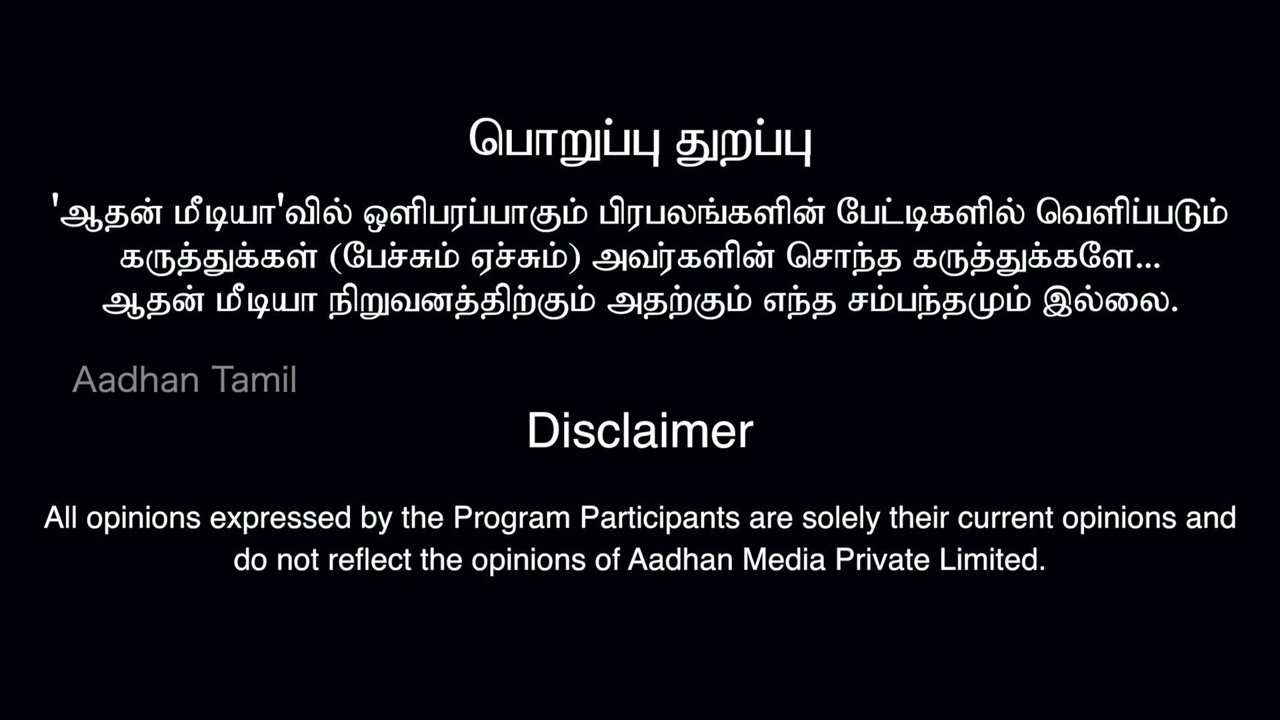 பொறுப்பு துறப்பு
'ஆதன் மீடியா'வில் ஒளிபரப்பாகும் பிரபலங்களின் பேட்டிகளில் வெளிப்படும்
கருத்துக்கள் (பேச்சும் ஏச்சும்) அவர்களின் சொந்த கருத்துக்களே...
ஆதன் மீடியா நிறுவனத்திற்கும் அதற்கும் எந்த சம்பந்தமும் இல்லை.
Aadhan Tamil
Disclaimer
All opinions expressed by the Program Participants are solely their current opinions and
do not reflect the opinions of Aadhan Media Private Limited.